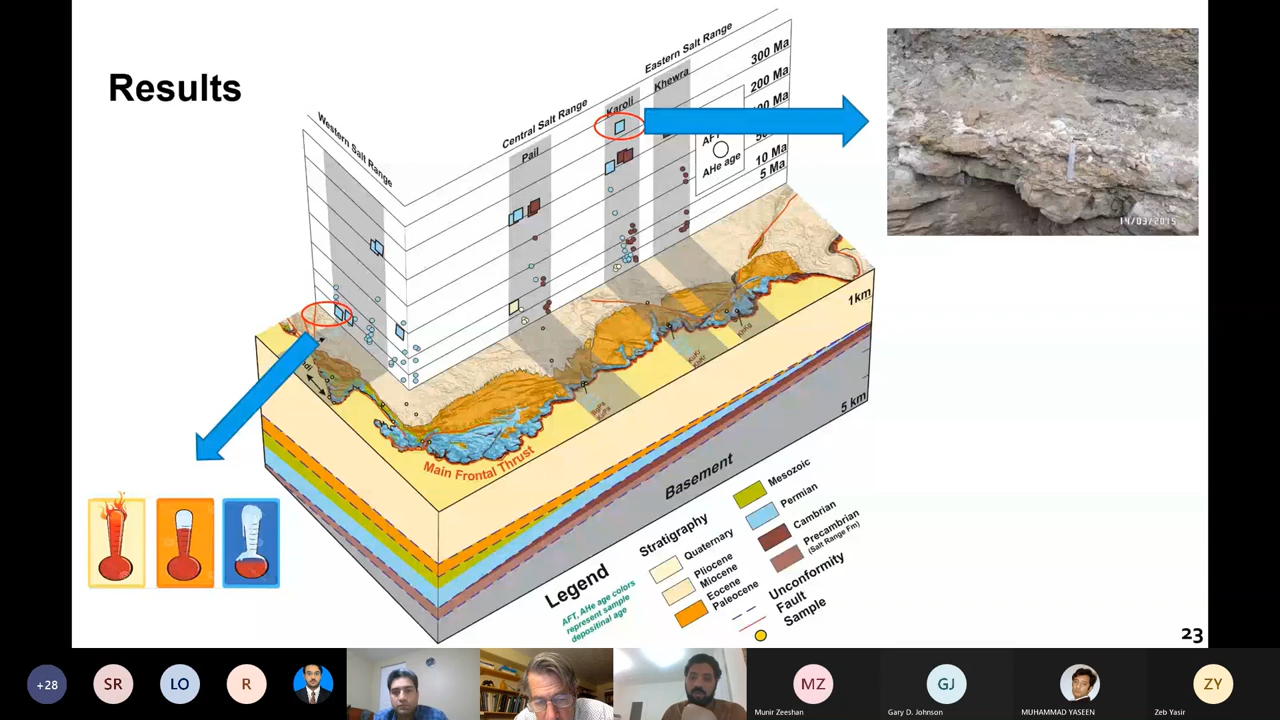 Results
Western Salt Range
Central Salt Range
Eastern Salt Range
Pail
Karoli
Khewra
300 Ma
200 Ma
10 Ma
5 Ma
AHe age
14/03/2015
1km
5 km
Main Frontal Thrust
Basement
Legend
AFT, AHe age colors
represent sample
depositinal age
Stratigraphy
Quaternary
Pliocene
Miocene
Eocene
Paleocene
Mesozoic
Permian
Cambrian
Precambrian
(Salt Range Fm)
Unconformity
Fault
Sample
23
+28
SR
LO
R
MZ
GJ
ZY
Munir Zeeshan
Gary D. Johnson
MUHAMMAD YASEEN
Zeb Yasir